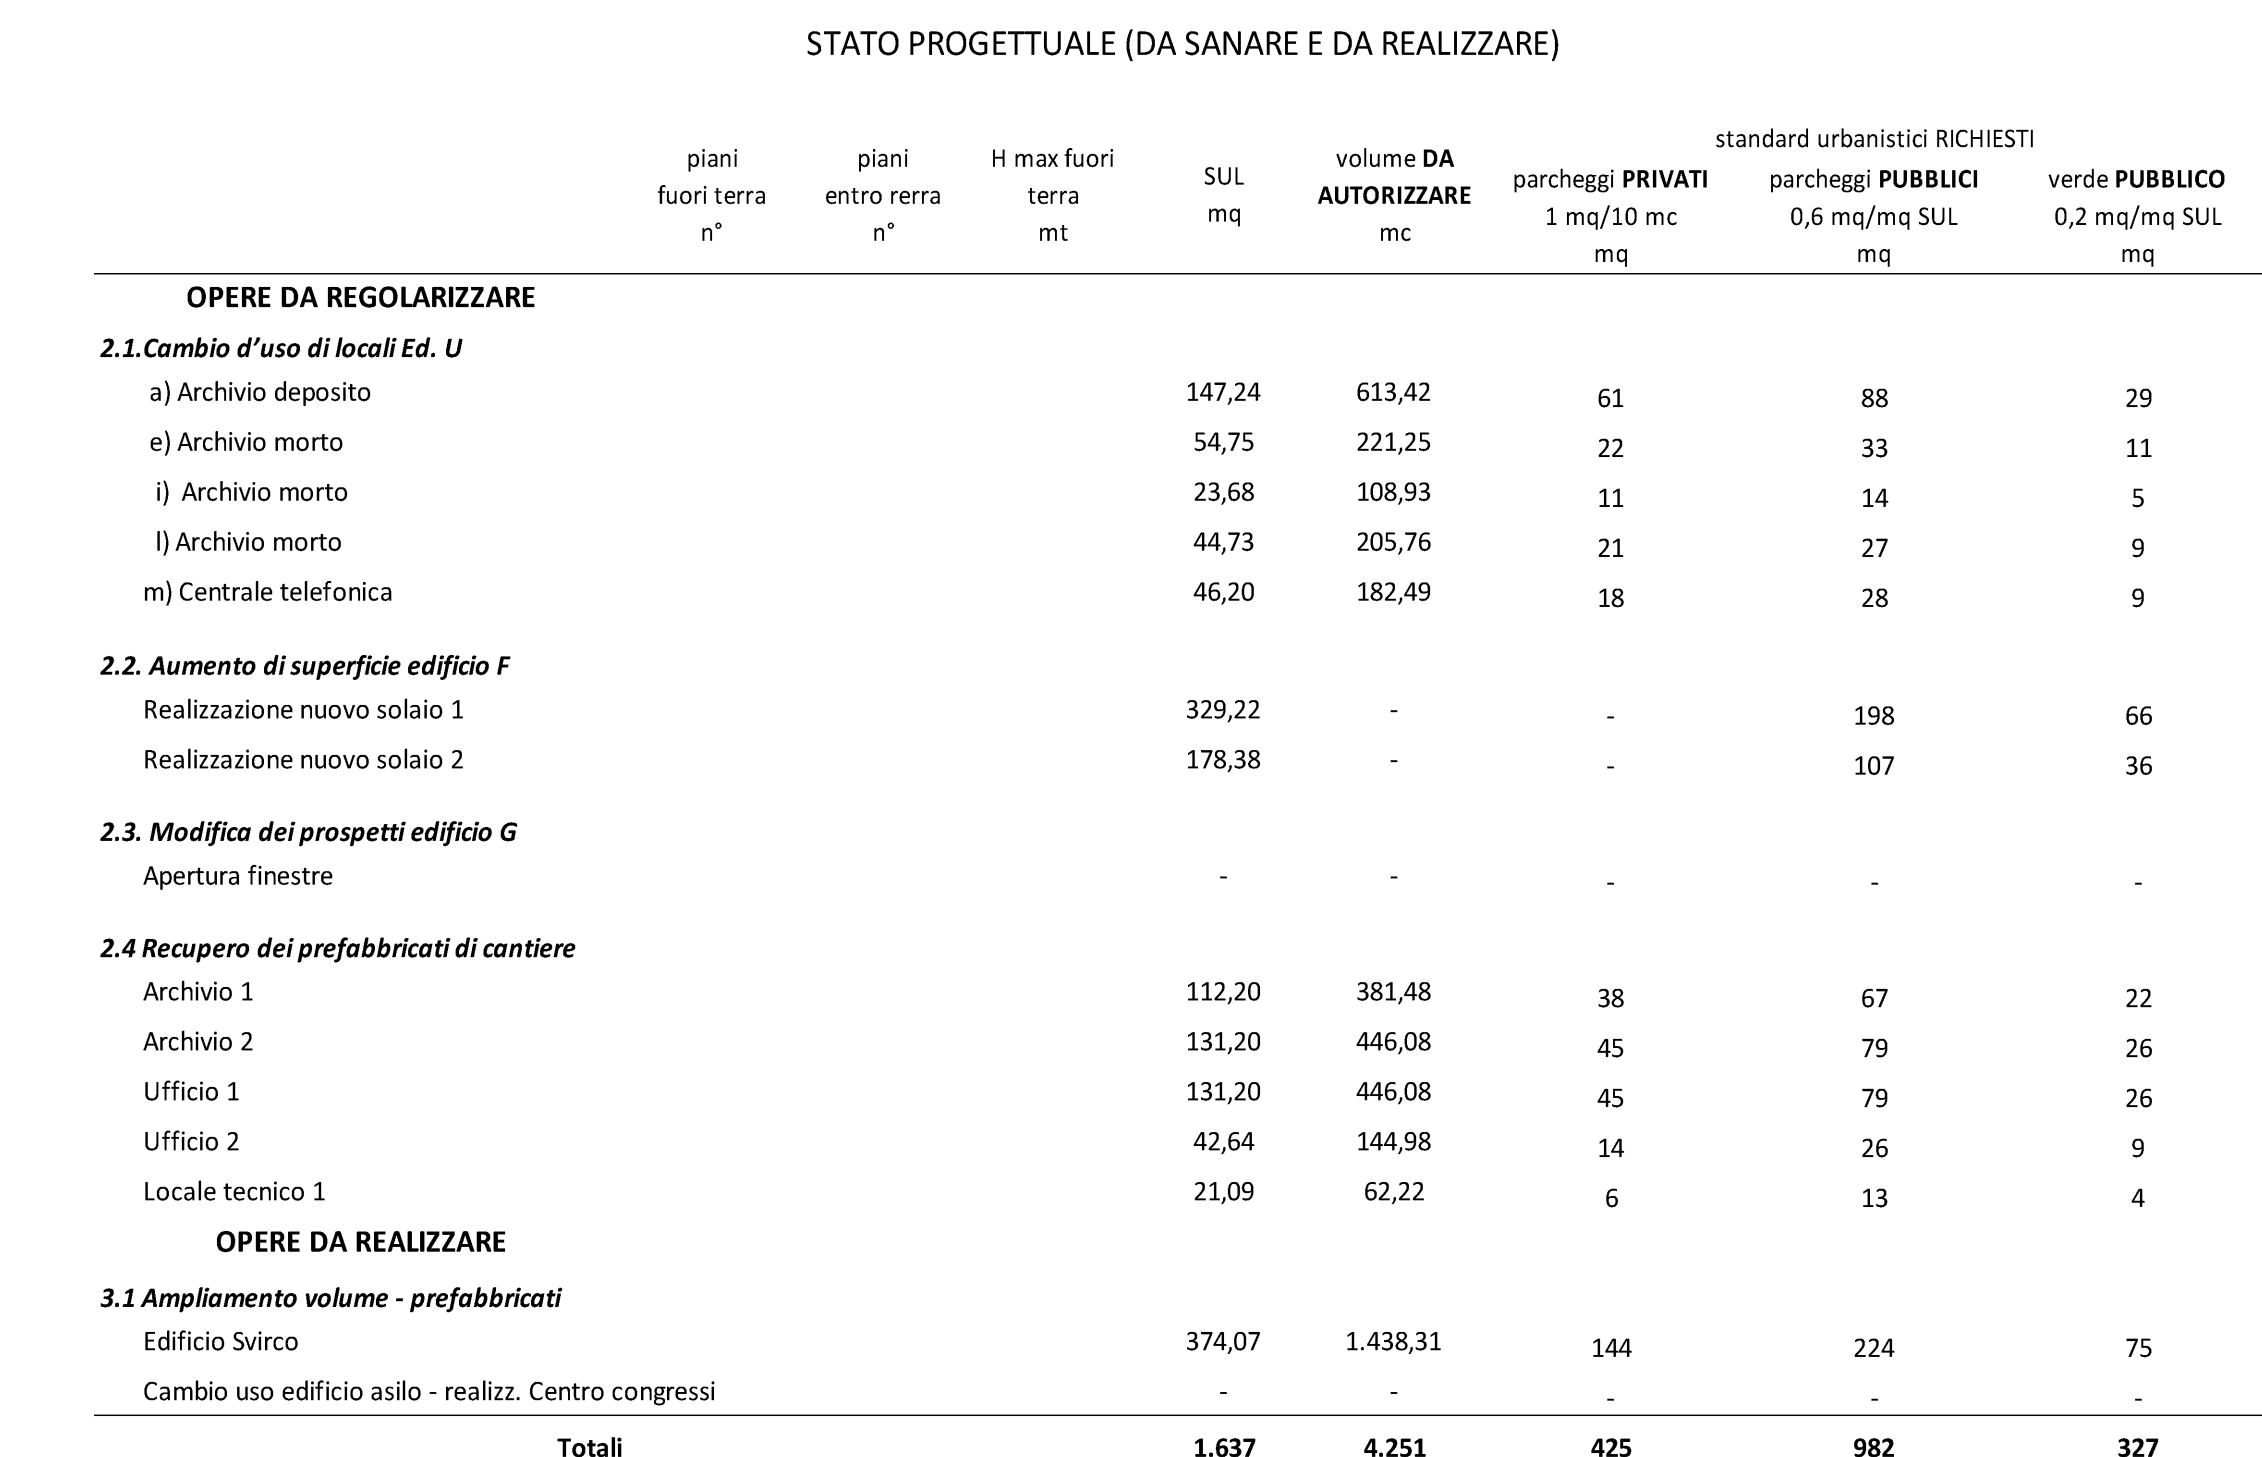 STATO PROGETTUALE (DA SANARE E DA REALIZZARE)
standard urbanistici RICHIESTI
piani fuori terra n°
piani entro rerra n°
H max fuori terra mt
SUL mq
volume DA AUTORIZZARE mc
parcheggi PRIVATI 1 mq/10 mc mq
parcheggi PUBBLICI 0,6 mq/mq SUL mq
verde PUBBLICO 0,2 mq/mq SUL mq
OPERE DA REGOLARIZZARE
2.1.Cambio d’uso di locali Ed. U
a) Archivio deposito 147,24 613,42 61 88 29
e) Archivio morto 54,75 221,25 22 33 11
i) Archivio morto 23,68 108,93 11 14 5
l) Archivio morto 44,73 205,76 21 27 9
m) Centrale telefonica 46,20 182,49 18 28 9
2.2. Aumento di superficie edificio F
Realizzazione nuovo solaio 1 329,22 - - 198 66
Realizzazione nuovo solaio 2 178,38 - - 107 36
2.3. Modifica dei prospetti edificio G
Apertura finestre - - - - -
2.4 Recupero dei prefabbricati di cantiere
Archivio 1 112,20 381,48 38 67 22
Archivio 2 131,20 446,08 45 79 26
Ufficio 1 131,20 446,08 45 79 26
Ufficio 2 42,64 144,98 14 26 9
Locale tecnico 1 21,09 62,22 6 13 4
OPERE DA REALIZZARE
3.1 Ampliamento volume - prefabbricati
Edificio Svirco 374,07 1.438,31 144 224 75
Cambio uso edificio asilo - realizz. Centro congressi - - - - -
Totali 1.637 4.251 425 982 327